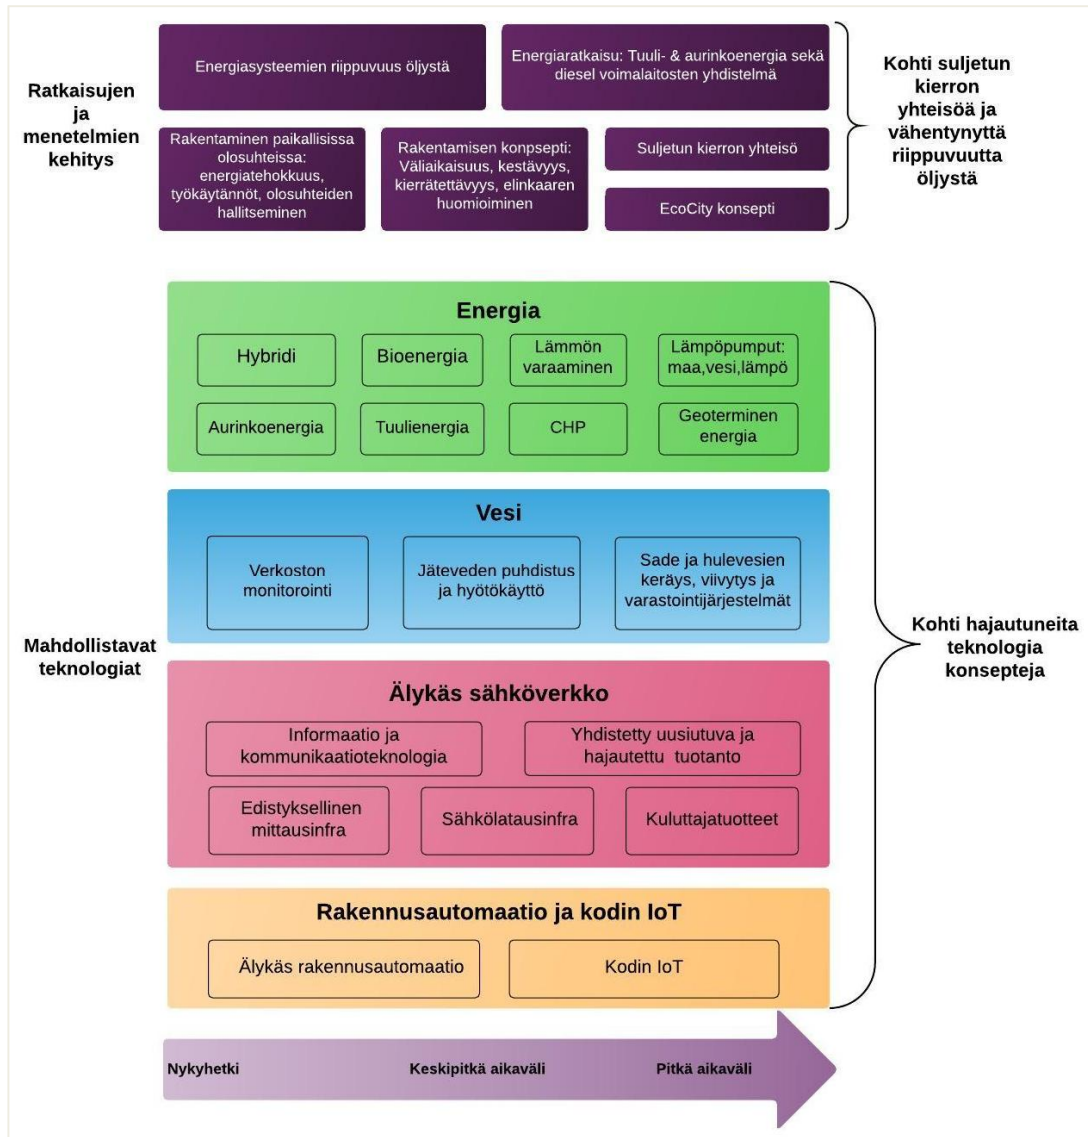 Ratkaisujen
ja
menetelmien
kehitys
Energiasysteemien riippuvuus öljystä
Energiaratkaisu: Tuuli- & aurinkoenergia sekä
diesel voimalaitosten yhdistelmä
Rakentaminen paikallisissa
olosuhteissa:
energiatehokkuus,
työkäytännöt, olosuhteiden
hallitseminen
Rakentamisen konpsepti:
Väliaikaisuus, kestävyys,
kierrätettävyys, elinkaaren
huomioiminen
Suljetun kierron yhteisö
EcoCity konsepti
Kohti suljetun
kierron
yhteisöä ja
vähentynyttä
riippuvuutta
öljystä
Mahdollistavat
teknologiat
Energia
Hybridi
Bioenergia
Lämmön
varaaminen
Lämpöpumput:
maa,vesi,lämpö
Aurinkoenergia
Tuulienergia
CHP
Geoterminen
energia
Vesi
Verkoston
monitorointi
Jäteveden puhdistus
ja hyötökäyttö
Sade ja hulevesien
keräys, viivytys ja
varastointijärjestelmät
Älykäs sähköverkko
Informaatio ja
kommunikaatioteknologia
Yhdistetty uusiutuva ja
hajautettu tuotanto
Edistyksellinen
mittausinfra
Sähkölatausinfra
Kuluttajatuotteet
Rakennusautomaatio ja kodin IoT
Älykäs rakennusautomaatio
Kodin IoT
Kohti hajautuneita
teknologia
konsepteja
Nykyhetki
Keskipitkä aikaväli
Pitkä aikaväli